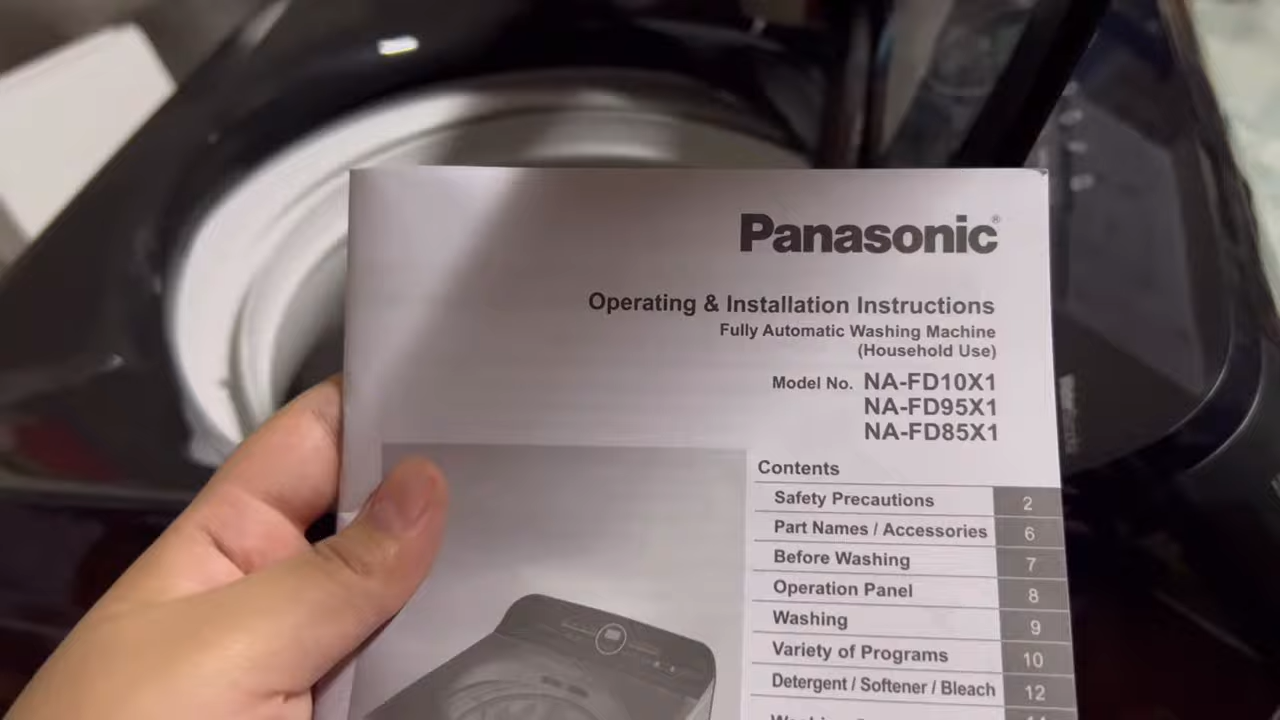 Panasonic®
Operating & Installation Instructions
Fully Automatic Washing Machine
(Household Use)
Model No. NA-FD10X1
NA-FD95X1
NA-FD85X1
Contents
Safety Precautions 2
Part Names / Accessories 6
Before Washing 7
Operation Panel 8
Washing 9
Variety of Programs 10
Detergent / Softener / Bleach 12